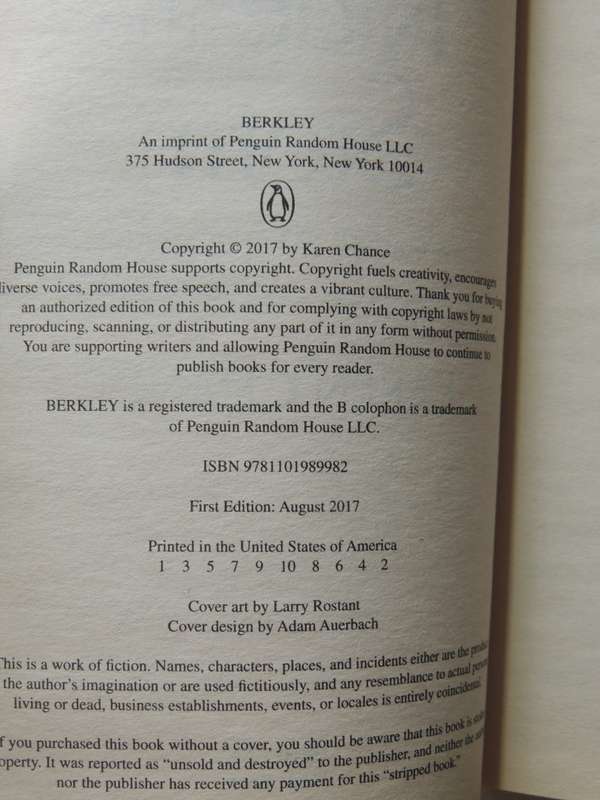 BERKLEY
An imprint of Penguin Random House LLC
375 Hudson Street, New York, New York 10014
Copyright © 2017 by Karen Chance
Penguin Random House supports copyright. Copyright fuels creativity, encourages
diverse voices, promotes free speech, and creates a vibrant culture. Thank you for buying
an authorized edition of this book and for complying with copyright laws by not
reproducing, scanning, or distributing any part of it in any form without permission.
You are supporting writers and allowing Penguin Random House to continue to
publish books for every reader.
BERKLEY is a registered trademark and the B colophon is a trademark
of Penguin Random House LLC.
ISBN 9781101989982
First Edition: August 2017
Printed in the United States of America
1 3 5 7 9 10 8 6 4 2
Cover art by Larry Rostant
Cover design by Adam Auerbach
This is a work of fiction. Names, characters, places, and incidents either are the product
the author's imagination or are used fictitiously, and any resemblance to actual persons,
living or dead, business establishments, events, or locales is entirely coincidental.
If you purchased this book without a cover, you should be aware that this book is
operty. It was reported as “unsold and destroyed” to the publisher, and neither the
nor the publisher has received any payment for this “stripped book.”